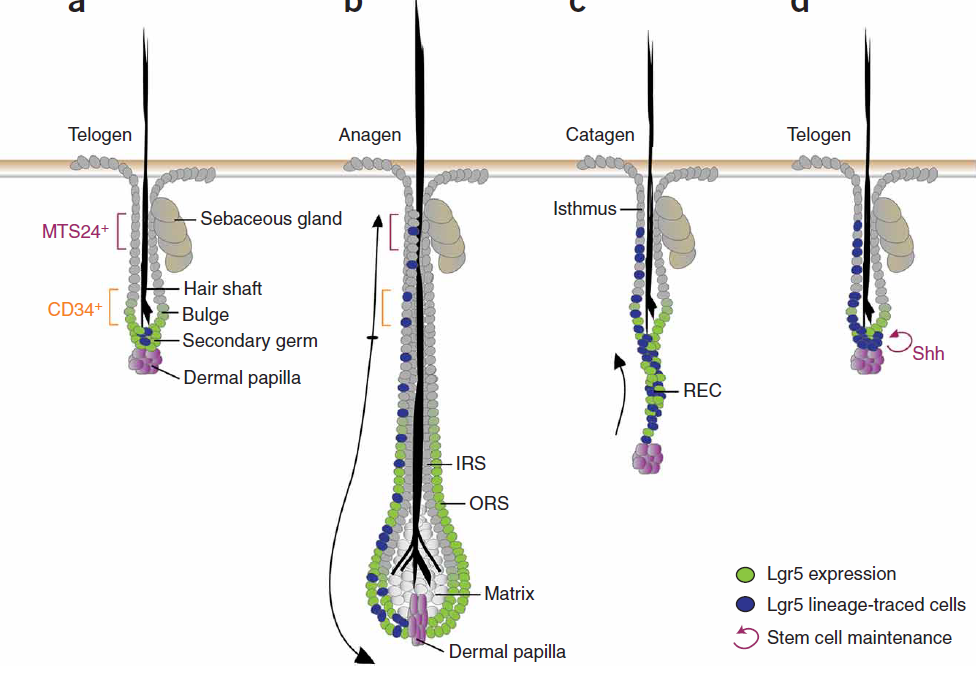 a
b
c
d
Telogen
Anagen
Catagen
Telogen
MTS24+
Sebaceous gland
Isthmus
CD34+
Hair shaft
Bulge
Secondary germ
Dermal papilla
Shh
REC
IRS
ORS
Matrix
Dermal papilla
Lgr5 expression
Lgr5 lineage-traced cells
Stem cell maintenance